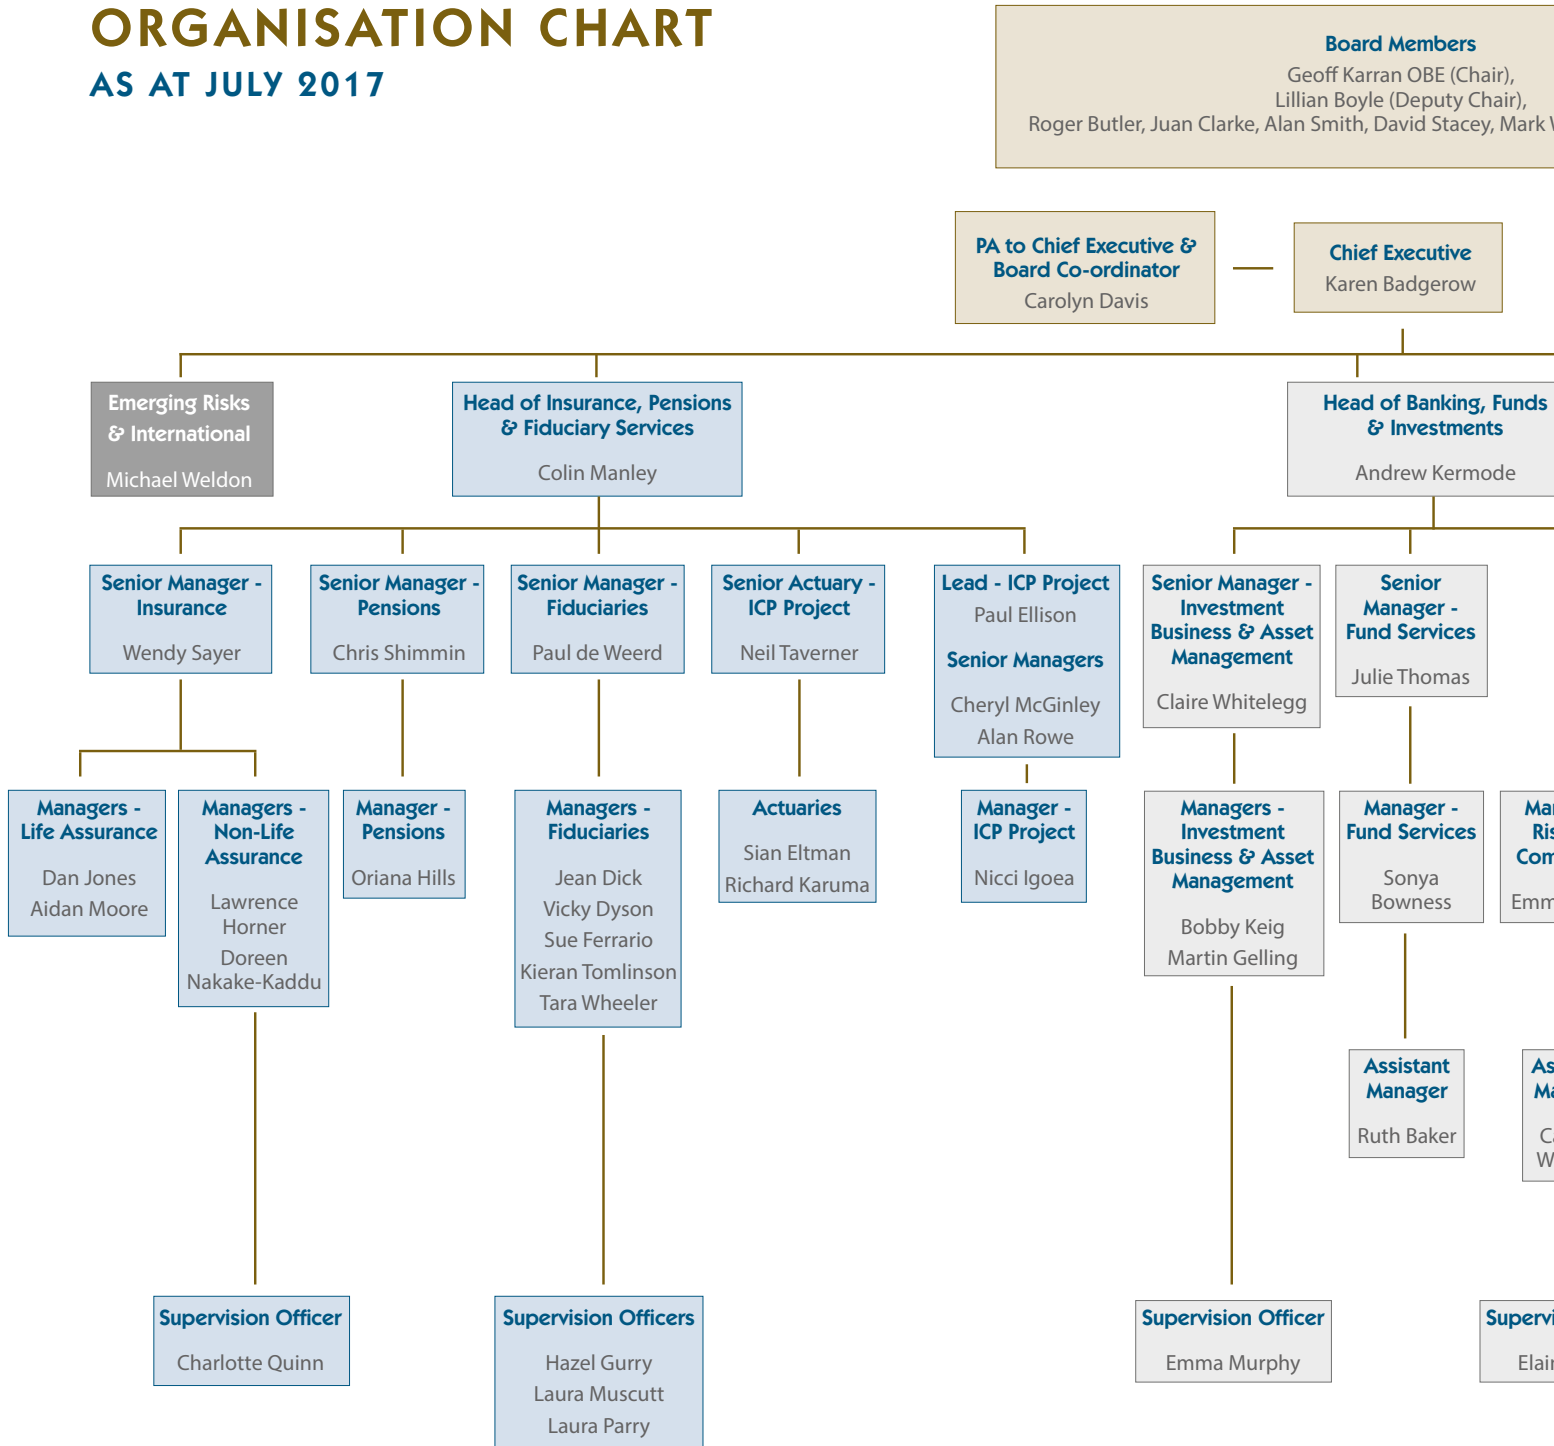 ORGANISATION CHART
AS AT JULY 2017
Board Members
Geoff Karran OBE (Chair),
Lillian Boyle (Deputy Chair),
Roger Butler, Juan Clarke, Alan Smith, David Stacey, Mark
PA to Chief Executive &
Board Co-ordinator
Carolyn Davis
Chief Executive
Karen Badgerow
Emerging Risks
& International
Michael Weldon
Head of Insurance, Pensions
& Fiduciary Services
Colin Manley
Head of Banking, Funds
& Investments
Andrew Kermode
Senior Manager -
Insurance
Wendy Sayer
Senior Manager -
Pensions
Chris Shimmin
Senior Manager -
Fiduciaries
Paul de Weerd
Senior Actuary -
ICP Project
Neil Taverner
Lead - ICP Project
Paul Ellison
Senior Managers
Cheryl McGinley
Alan Rowe
Senior Manager -
Investment
Business & Asset
Management
Claire Whitelegg
Senior
Manager -
Fund Services
Julie Thomas
Managers -
Life Assurance
Dan Jones
Aidan Moore
Managers -
Non-Life
Assurance
Lawrence
Horner
Doreen
Nakake-Kaddu
Manager -
Pensions
Oriana Hills
Managers -
Fiduciaries
Jean Dick
Vicky Dyson
Sue Ferrario
Kieran Tomlinson
Tara Wheeler
Actuaries
Sian Eltman
Richard Karuma
Manager -
ICP Project
Nicci Igoea
Managers -
Investment
Business & Asset
Management
Bobby Keig
Martin Gelling
Manager -
Fund Services
Sonya
Bowness
Assistant
Manager
Ruth Baker
Supervision Officer
Charlotte Quinn
Supervision Officers
Hazel Gurry
Laura Muscutt
Laura Parry
Supervision Officer
Emma Murphy